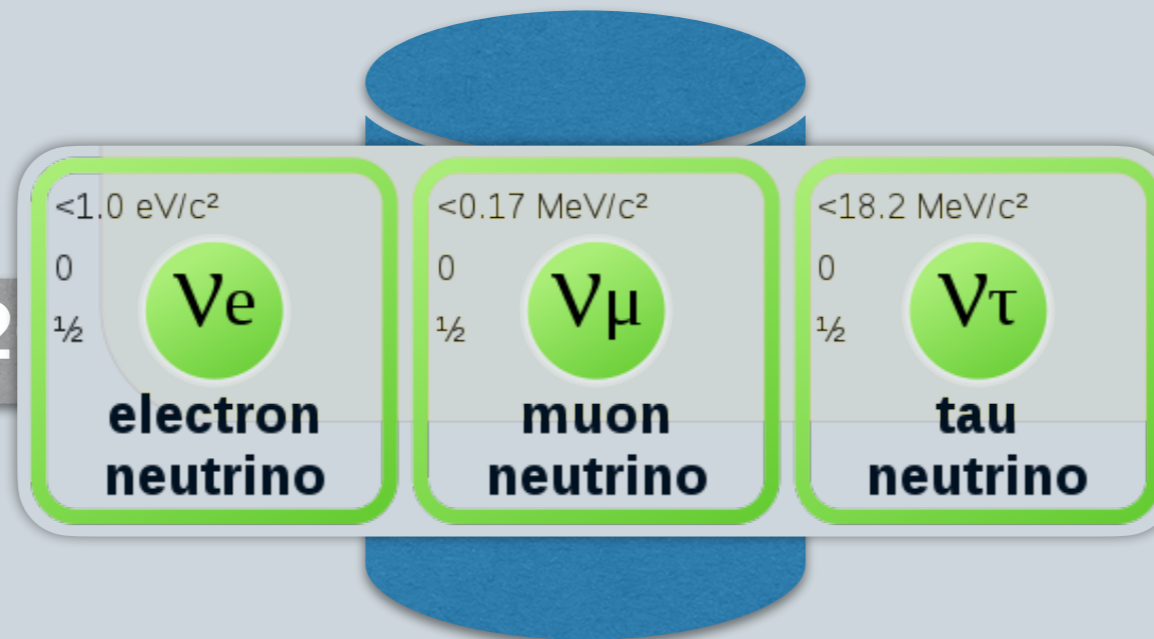 <1.0 eV/c²
0
½
νe
electron
neutrino
<0.17 MeV/c²
0
½
νμ
muon
neutrino
<18.2 MeV/c²
0
½
ντ
tau
neutrino